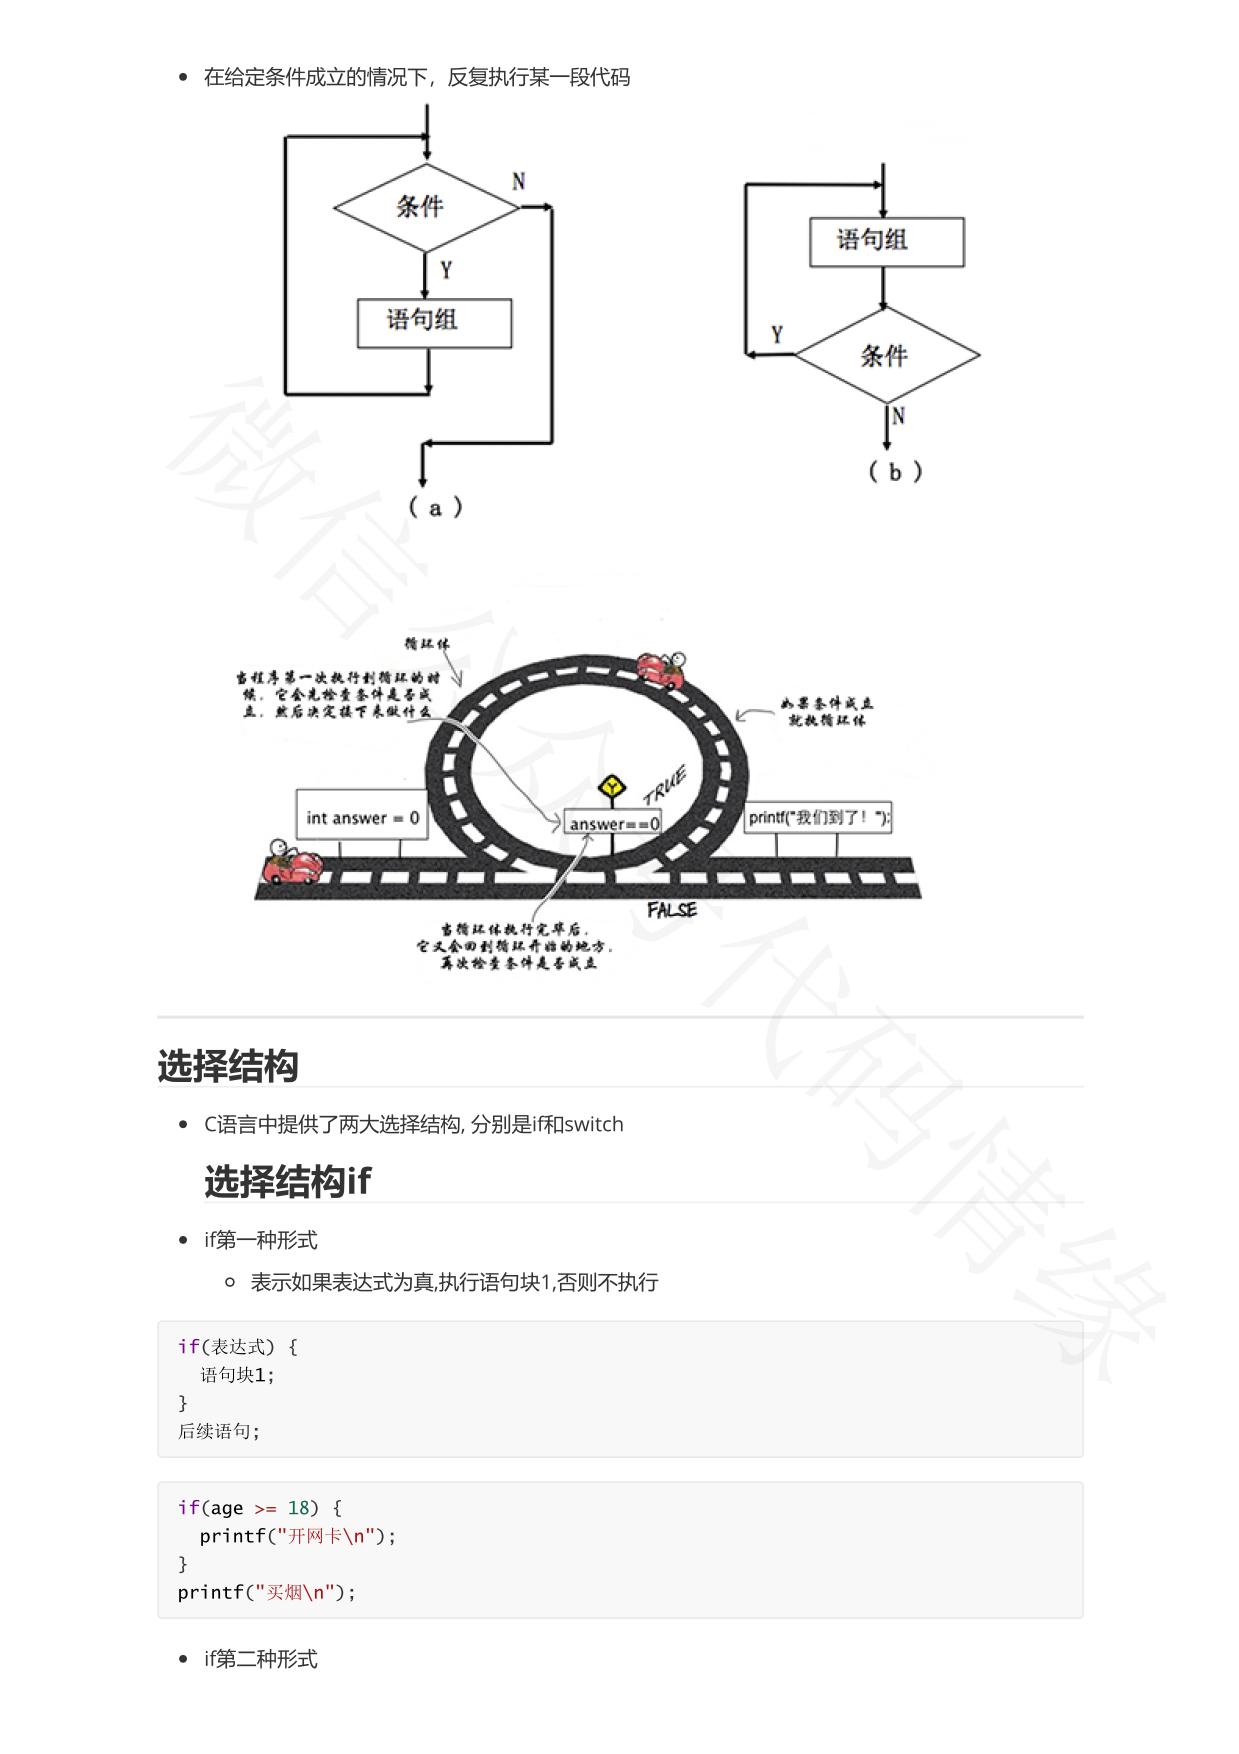 在给定条件成立的情况下，反复执行某一段代码
条件
N
Y
语句组
(a)
语句组
条件
Y
N
(b)
循环体
当程序第一次执行到循环的时
候，它会先检查条件是否成
立，然后决定接下来做什么
如果条件成立
就执循环体
Y
TRUE
int answer = 0
answer==0
printf("我们到了！");
FALSE
当循环体执行完毕后，
它又会回到循环开始的地方，
再次检查条件是否成立
选择结构
C语言中提供了两大选择结构, 分别是if和switch
选择结构if
if第一种形式
表示如果表达式为真,执行语句块1,否则不执行
if(表达式) {
  语句块1;
}
后续语句;
if(age >= 18) {
  printf("开网卡\n");
}
printf("买烟\n");
if第二种形式
微信公众号代码情缘